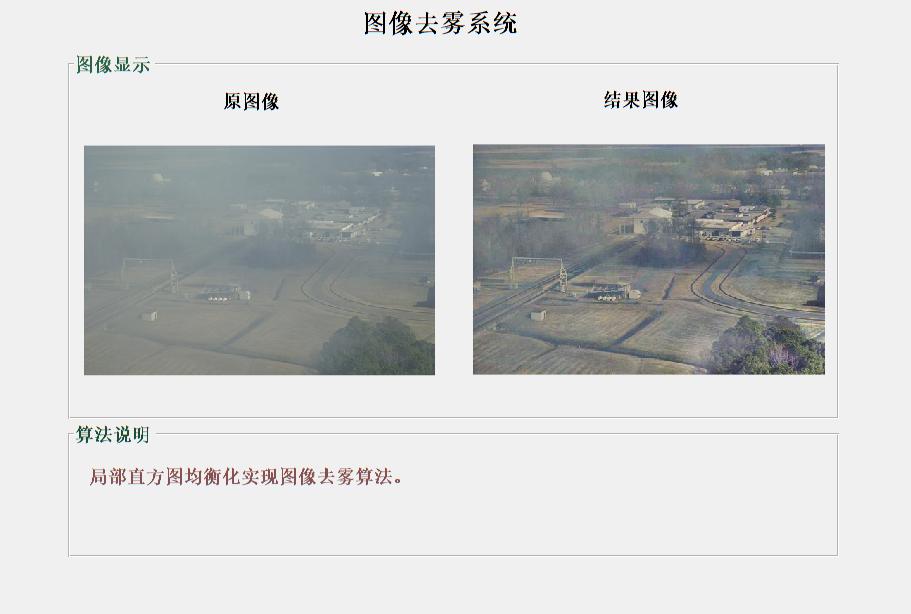 图像去雾系统
图像显示
原图像
结果图像
算法说明
局部直方图均衡化实现图像去雾算法。